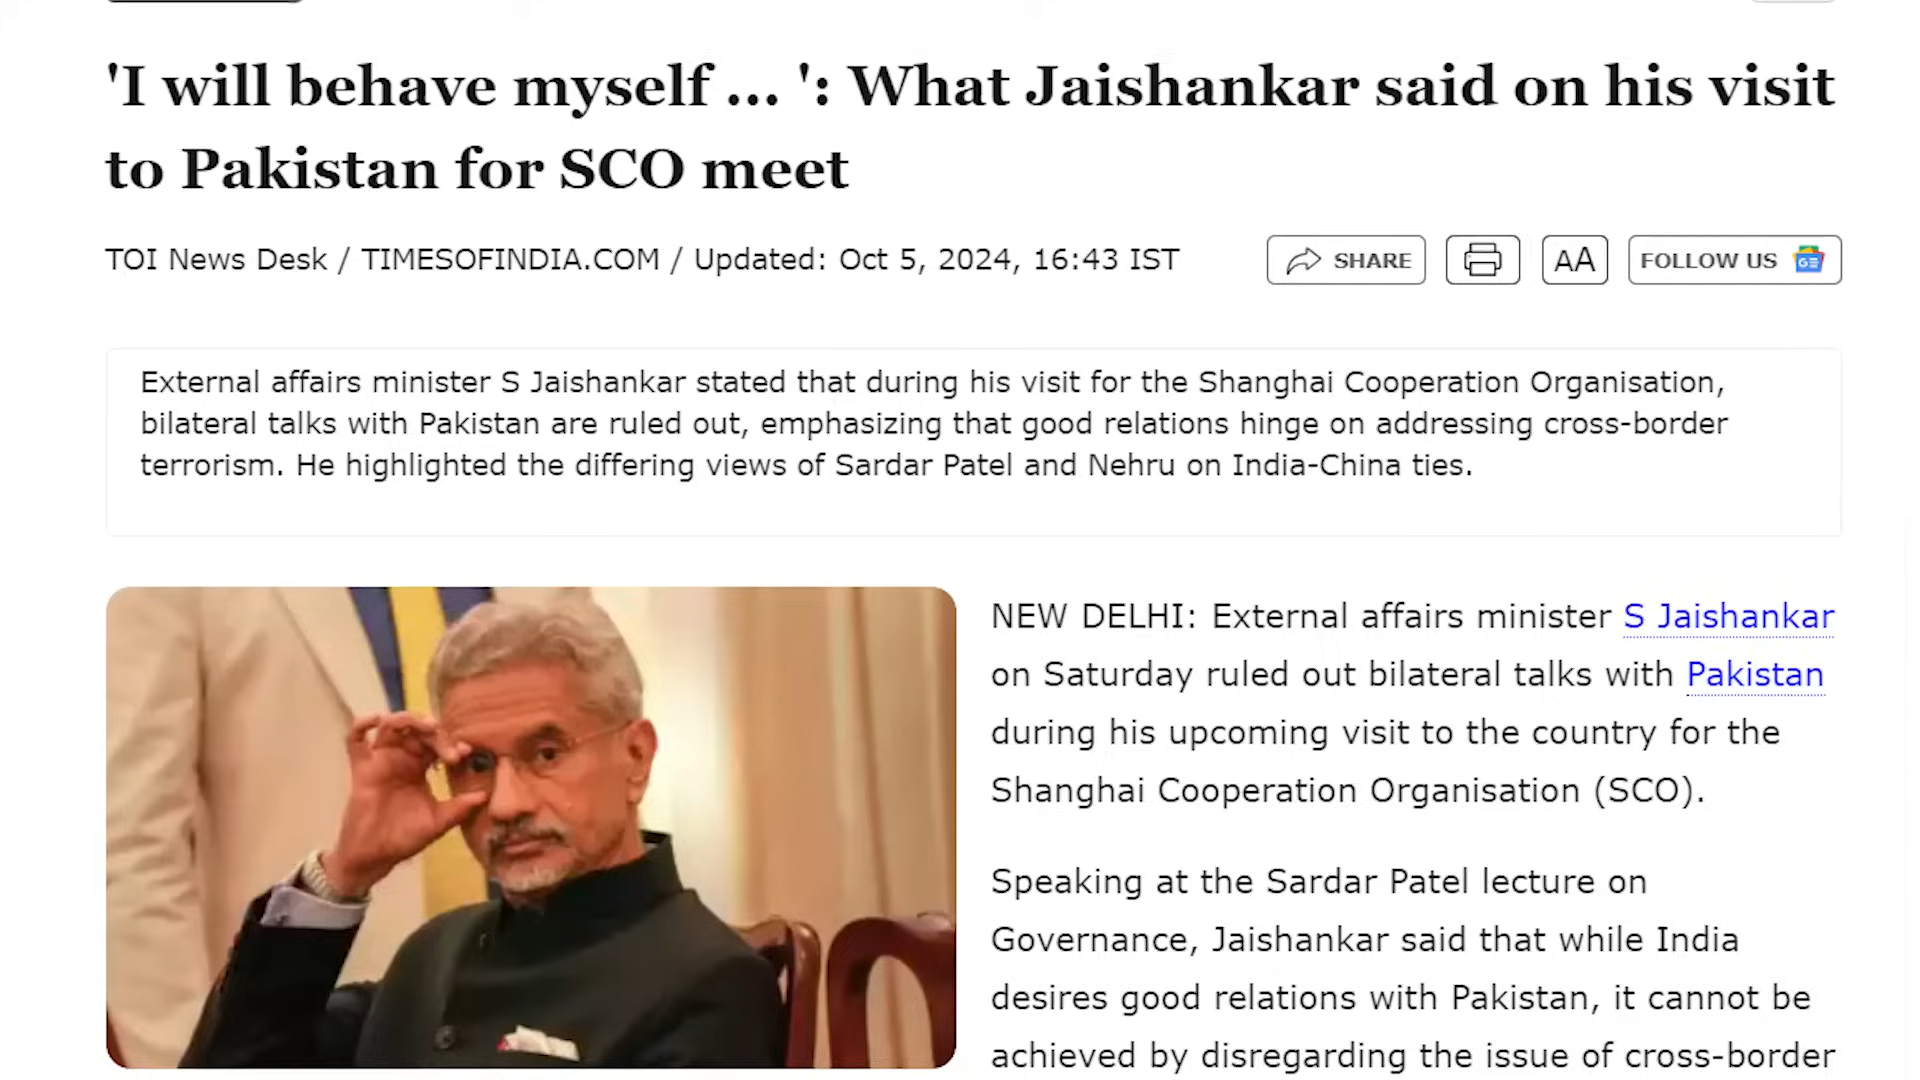 'I will behave myself ... ': What Jaishankar said on his visit
to Pakistan for SCO meet
TOI News Desk / TIMESOFINDIA.COM / Updated: Oct 5, 2024, 16:43 IST
SHARE
AA
FOLLOW US
GE
External affairs minister S Jaishankar stated that during his visit for the Shanghai Cooperation Organisation,
bilateral talks with Pakistan are ruled out, emphasizing that good relations hinge on addressing cross-border
terrorism. He highlighted the differing views of Sardar Patel and Nehru on India-China ties.
NEW DELHI: External affairs minister S Jaishankar
on Saturday ruled out bilateral talks with Pakistan
during his upcoming visit to the country for the
Shanghai Cooperation Organisation (SCO).
Speaking at the Sardar Patel lecture on
Governance, Jaishankar said that while India
desires good relations with Pakistan, it cannot be
achieved by disregarding the issue of cross-border